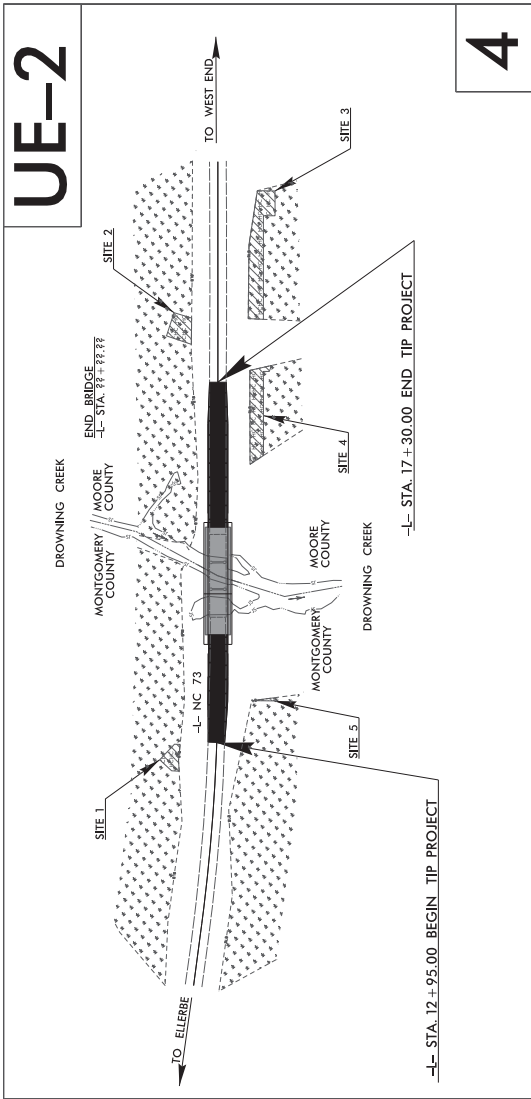 UE–2
4
TO WEST END
SITE 2
SITE 3
END BRIDGE
–L– STA. ?? + ??.??
DROWNING CREEK
MONTGOMERY
COUNTY
MOORE
COUNTY
–L– STA. 17 + 30.00 END TIP PROJECT
SITE 4
–L– NC 73
MONTGOMERY
COUNTY
MOORE
COUNTY
DROWNING CREEK
SITE 1
SITE 5
TO ELLERBE
–L– STA. 12 + 95.00 BEGIN TIP PROJECT